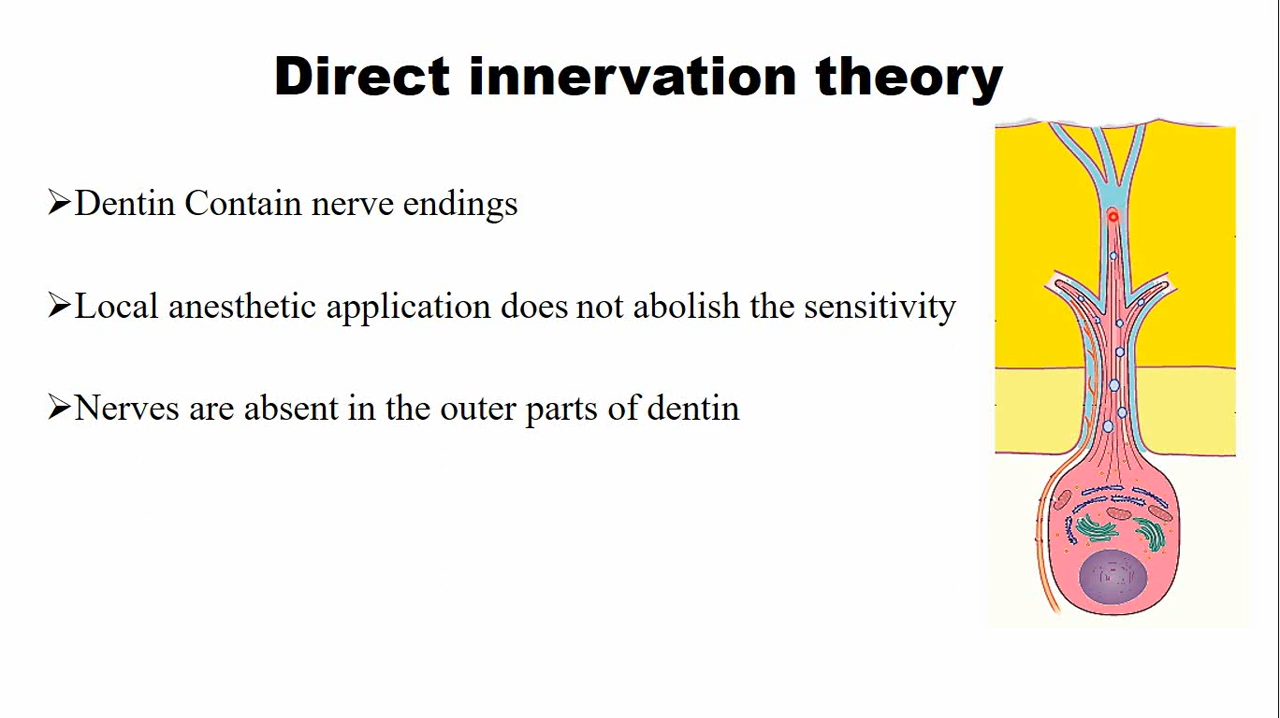 Direct innervation theory
➢Dentin Contain nerve endings
➢Local anesthetic application does not abolish the sensitivity
➢Nerves are absent in the outer parts of dentin